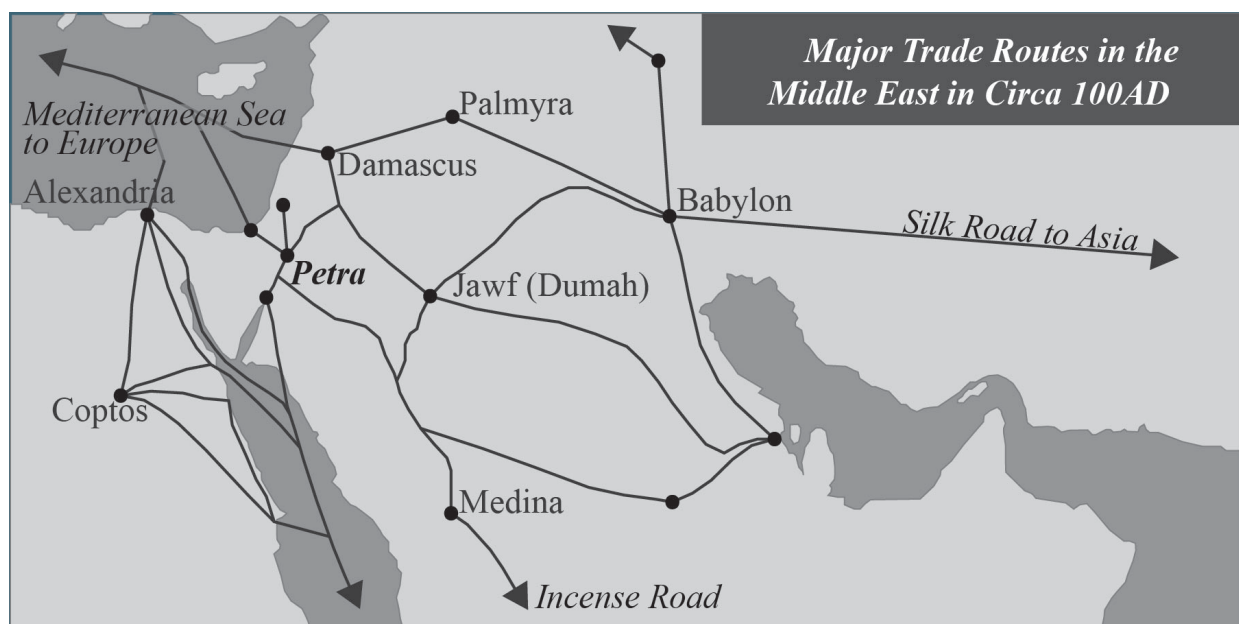 Major Trade Routes in the
Middle East in Circa 100AD
Mediterranean Sea
to Europe
Palmyra
Damascus
Alexandria
Babylon
Silk Road to Asia
Petra
Jawf (Dumah)
Coptos
Medina
Incense Road